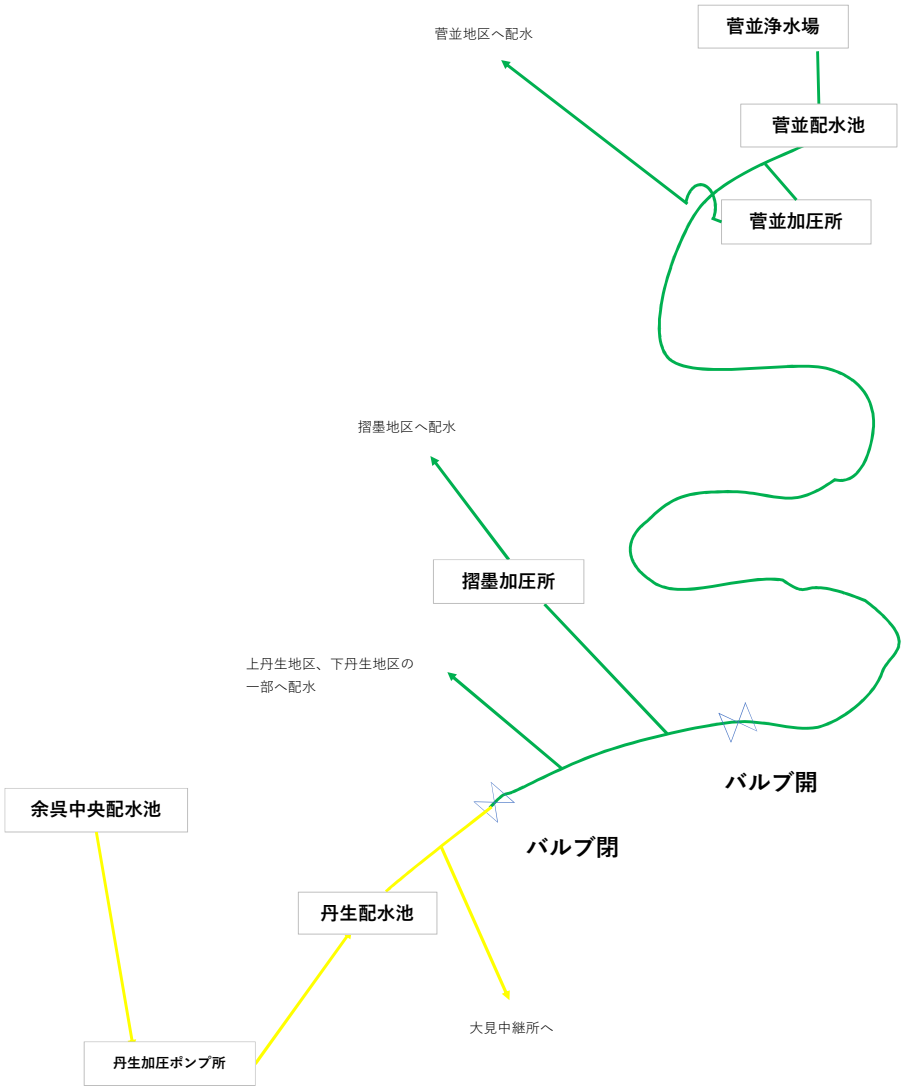 菅並浄水場
菅並地区へ配水
菅並配水池
菅並加圧所
摺墨地区へ配水
摺墨加圧所
上丹生地区、下丹生地区の
一部へ配水
バルブ開
余呉中央配水池
バルブ閉
丹生配水池
大見中継所へ
丹生加圧ポンプ所